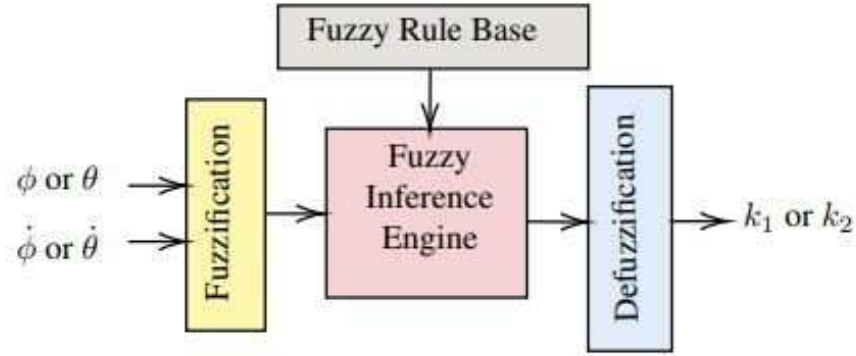 Fuzzy Rule Base
Fuzzification
Fuzzy
Inference
Engine
Defuzzification
ϕ or θ
ϕ̇ or θ̇
k₁ or k₂